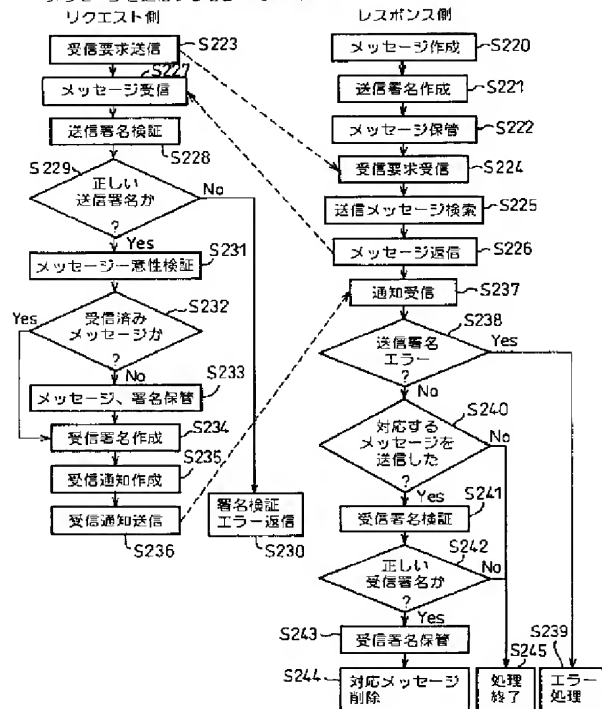 リクエスト側
受信要求送信
S223
S227
メッセージ受信
送信署名検証
S228
S229
正しい
送信署名か
?
No
Yes
メッセージ一意性検証
S231
S232
Yes
受信済み
メッセージか
?
No
S233
メッセージ、署名保管
受信署名作成
S234
受信通知作成
S235
受信通知送信
S236
署名検証
エラー返信
S230
レスポンス側
メッセージ作成
S220
送信署名作成
S221
メッセージ保管
S222
受信要求受信
S224
送信メッセージ検索
S225
メッセージ返信
S226
通知受信
S237
S238
送信署名
エラー
?
Yes
No
S240
対応する
メッセージを
送信した
?
No
Yes
S241
受信署名検証
S242
正しい
受信署名か
?
No
Yes
S243
受信署名保管
S244
対応メッセージ
削除
S245
処理
終了
S239
エラー
処理